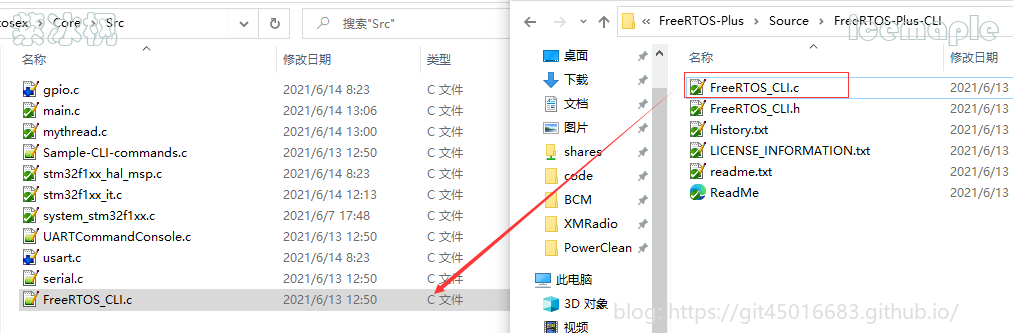 tosex > Core > Src
搜索"Src"
紫冰枫
名称 修改日期 类型
gpio.c 2021/6/14 8:23 C 文件
main.c 2021/6/14 13:06 C 文件
mythread.c 2021/6/14 13:00 C 文件
Sample-CLI-commands.c 2021/6/13 12:50 C 文件
stm32f1xx_hal_msp.c 2021/6/14 8:23 C 文件
stm32f1xx_it.c 2021/6/14 12:13 C 文件
system_stm32f1xx.c 2021/6/7 17:48 C 文件
UARTCommandConsole.c 2021/6/13 12:50 C 文件
usart.c 2021/6/14 8:23 C 文件
serial.c 2021/6/13 12:50 C 文件
FreeRTOS_CLI.c 2021/6/13 12:50 C 文件
« FreeRTOS-Plus > Source > FreeRTOS-Plus-CLI
icemaple
桌面
下载
文档
图片
shares
code
BCM
XMRadio
PowerClean
此电脑
3D 对象
视频
名称 修改日期
FreeRTOS_CLI.c 2021/6/13
FreeRTOS_CLI.h 2021/6/13
History.txt 2021/6/13
LICENSE_INFORMATION.txt 2021/6/13
readme.txt 2021/6/13
ReadMe 2021/6/13
blog: https://git45016683.github.io/